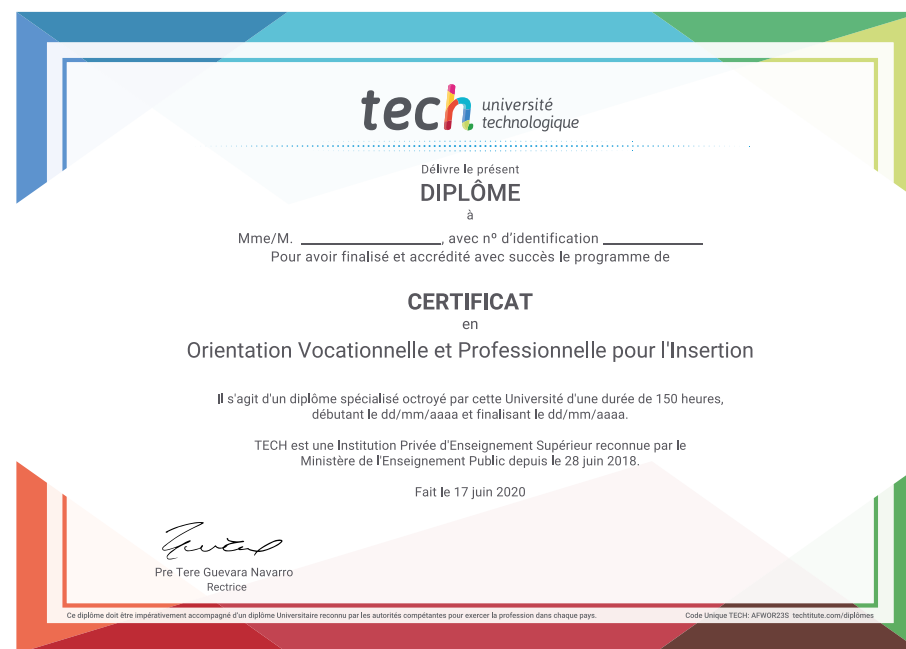 tech université
technologique
Délivre le présent
DIPLÔME
à
Mme/M. ____________________, avec nº d'identification ______________
Pour avoir finalisé et accrédité avec succès le programme de
CERTIFICAT
en
Orientation Vocationnelle et Professionnelle pour l'Insertion
Il s'agit d'un diplôme spécialisé octroyé par cette Université d'une durée de 150 heures,
débutant le dd/mm/aaaa et finalisant le dd/mm/aaaa.
TECH est une Institution Privée d'Enseignement Supérieur reconnue par le
Ministère de l'Enseignement Public depuis le 28 juin 2018.
Fait le 17 juin 2020
Pre Tere Guevara Navarro
Rectrice
Ce diplôme doit être impérativement accompagné d'un diplôme Universitaire reconnu par les autorités compétantes pour exercer la profession dans chaque pays.
Code Unique TECH: AFWOR23S techtitute.com/diplômes